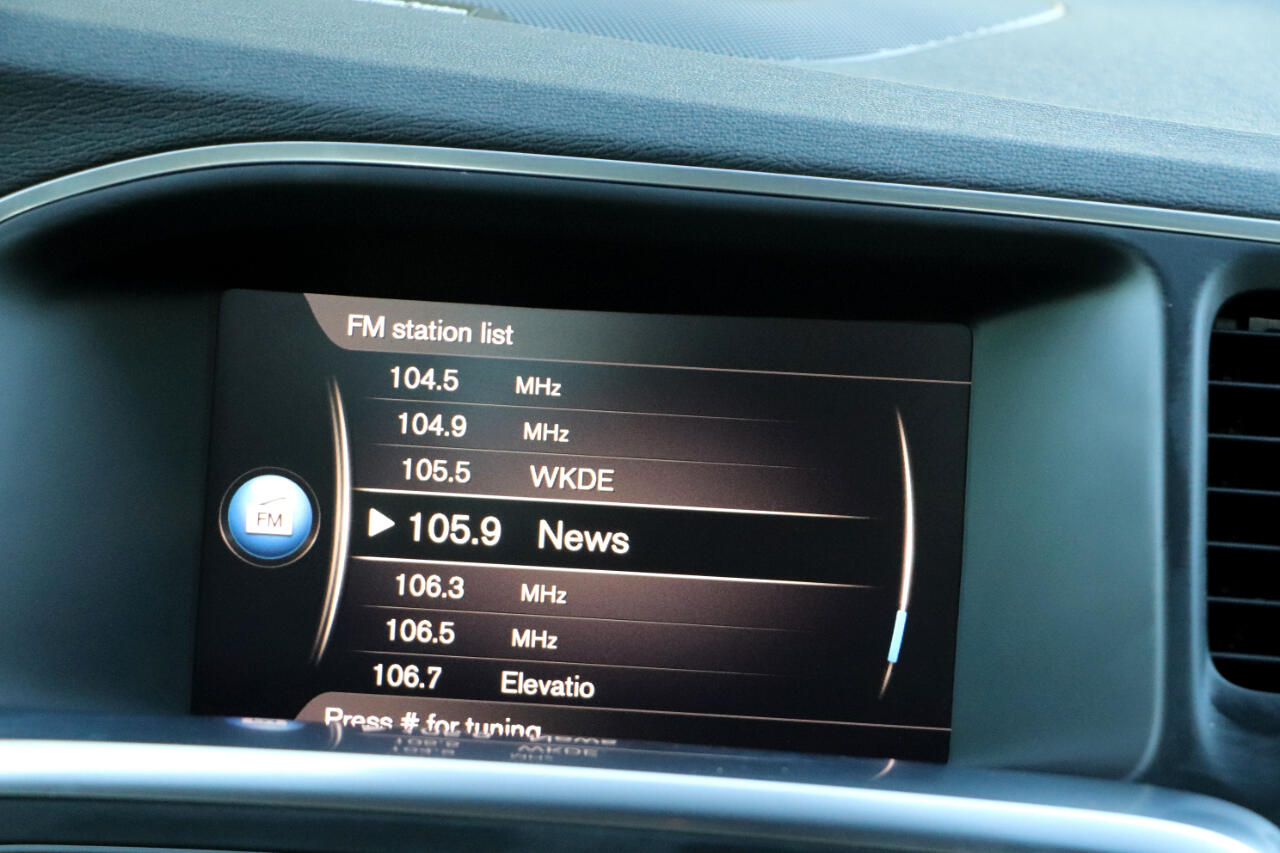 FM station list
104.5 MHz
104.9 MHz
105.5 WKDE
FM
105.9 News
106.3 MHz
106.5 MHz
106.7 Elevatio
Press # for tuning